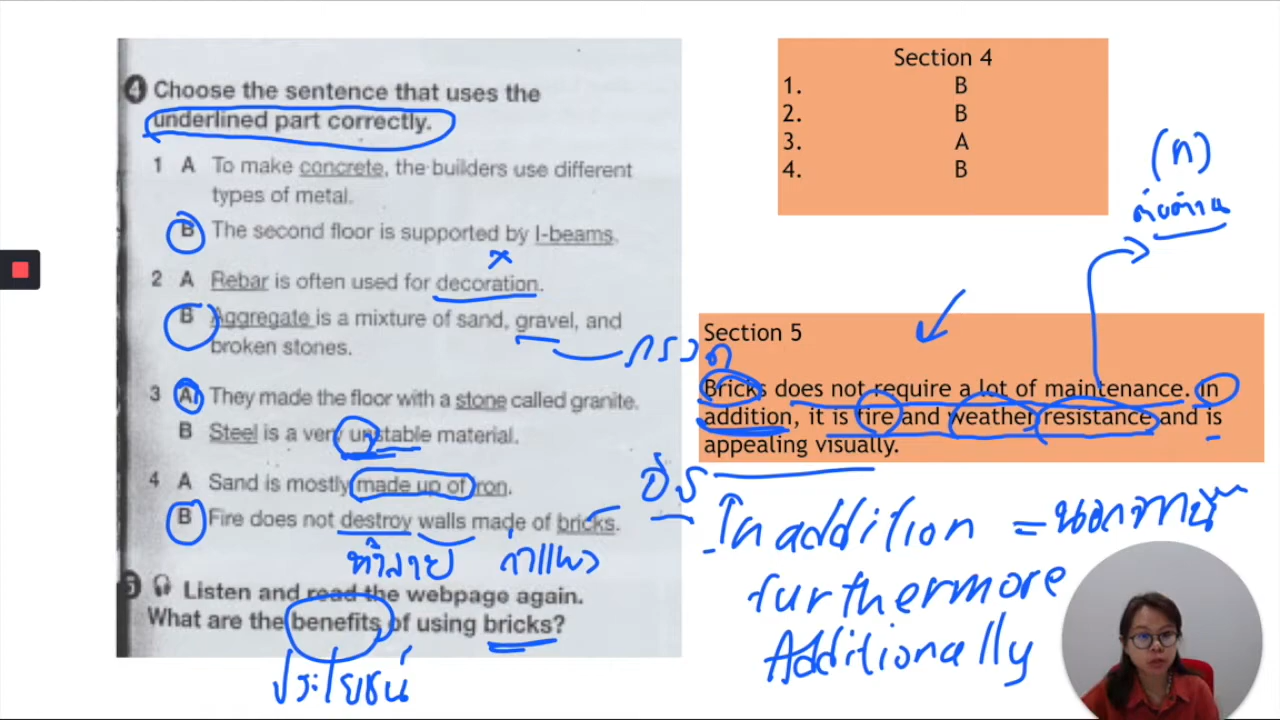 4 Choose the sentence that uses the
underlined part correctly.
1 A To make concrete, the builders use different
types of metal.
B The second floor is supported by I-beams.
2 A Rebar is often used for decoration.
B Aggregate is a mixture of sand, gravel, and
broken stones.
กรวด
3 A They made the floor with a stone called granite.
B Steel is a very unstable material.
4 A Sand is mostly made up of iron.
B Fire does not destroy walls made of bricks.
อิฐ
ทำลาย กำแพง
5 Listen and read the webpage again.
What are the benefits of using bricks?
ประโยชน์
Section 4
1. B
2. B
3. A
4. B
(n)
ต้านทาน
Section 5
Bricks does not require a lot of maintenance. In
addition, it is fire and weather resistance and is
appealing visually.
In addition = นอกจากนี้
furthermore
Additionally